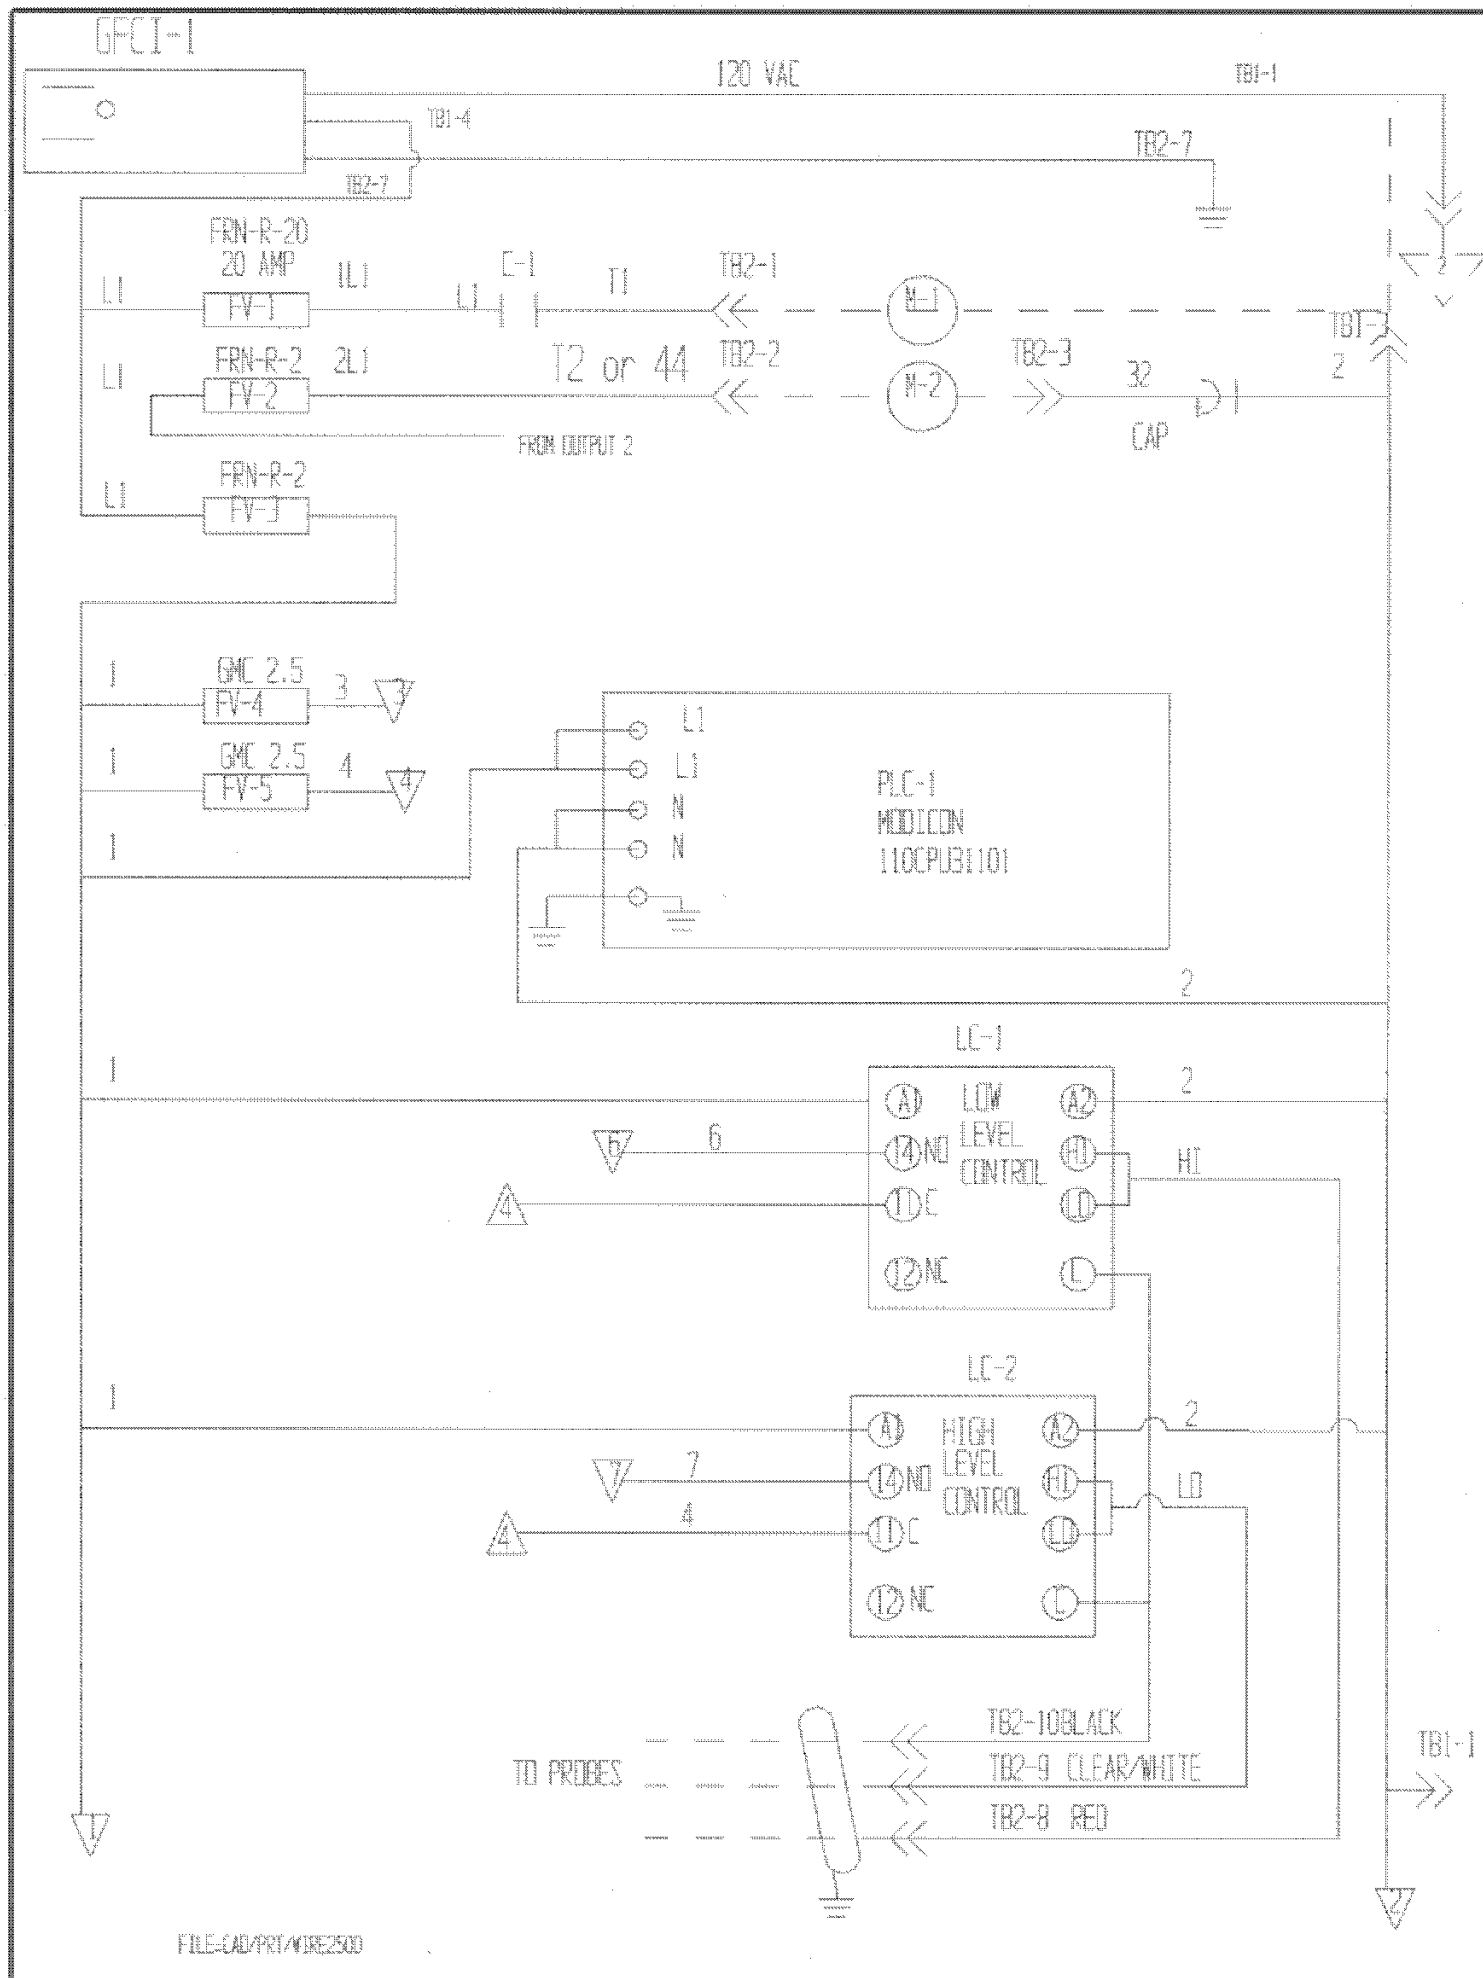 GFCI-1
120 VAC
TB1-1
TB1-4
TB2-7
TB2-7
FRN-R-20
20 AMP
L1
FV-1
1L1
L1
C-1
T1
TB2-1
M-1
2
TB1-3
FRN-R-2
L1
FV-2
2L1
T2 or 44
TB2-2
M-2
TB2-3
32
CAP
2
FROM OUTPUT 2
FRN-R-2
L1
FV-3
1
GMC 2.5
FV-4
3
3
1
GMC 2.5
FV-5
4
4
1
L1
L1
N
N
PLC-1
MODICON
110CPU31101
2
LC-1
1
A1
LOW
LEVEL
CONTROL
A2
2
6
6
14
NO
HI
HI
4
11
C
LO
12
NC
C
LC-2
1
A1
HIGH
LEVEL
CONTROL
A2
2
7
7
14
NO
HI
LO
4
4
11
C
LO
12
NC
C
TO PROBES
TB2-10BLACK
TB2-9 CLEAR/WHITE
TB2-8 RED
TB1-1
1
2
FILE=CAD/PRT/WIRE250D